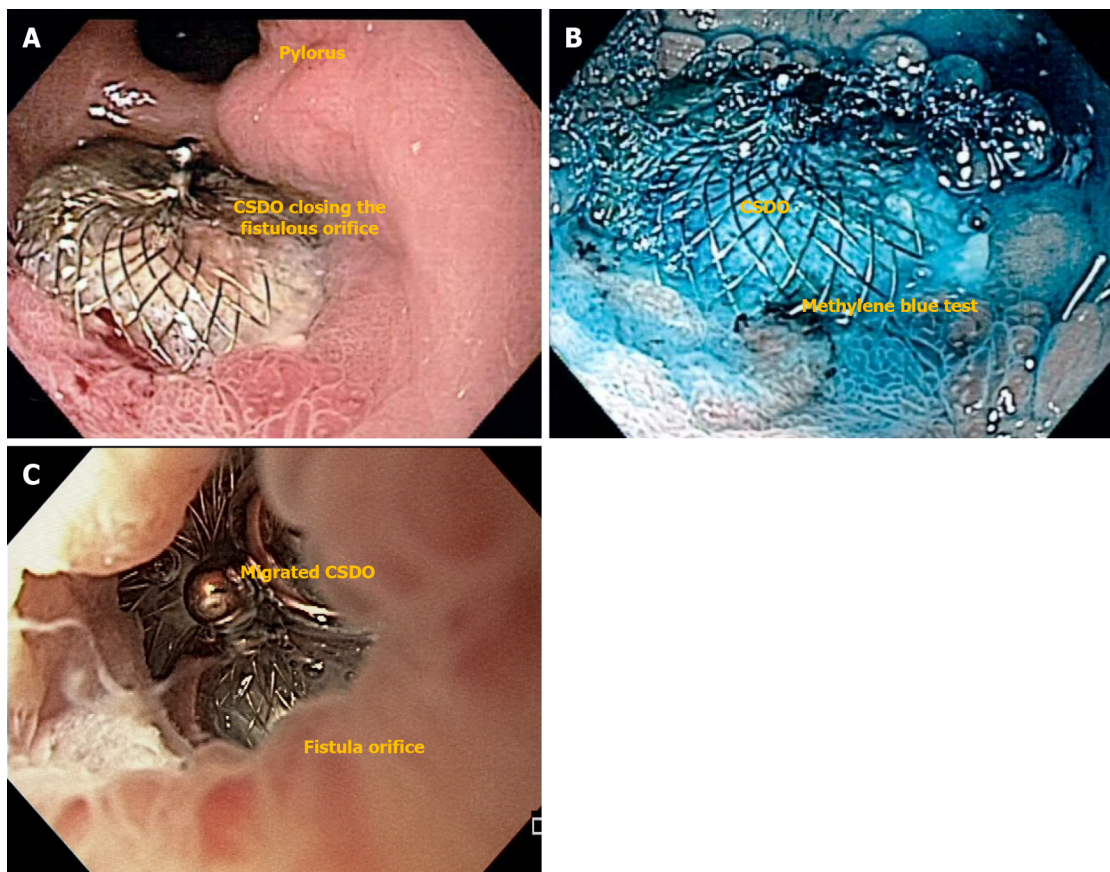 A
Pylorus
CSDO closing the
fistulous orifice
B
CSDO
Methylene blue test
C
Migrated CSDO
Fistula orifice